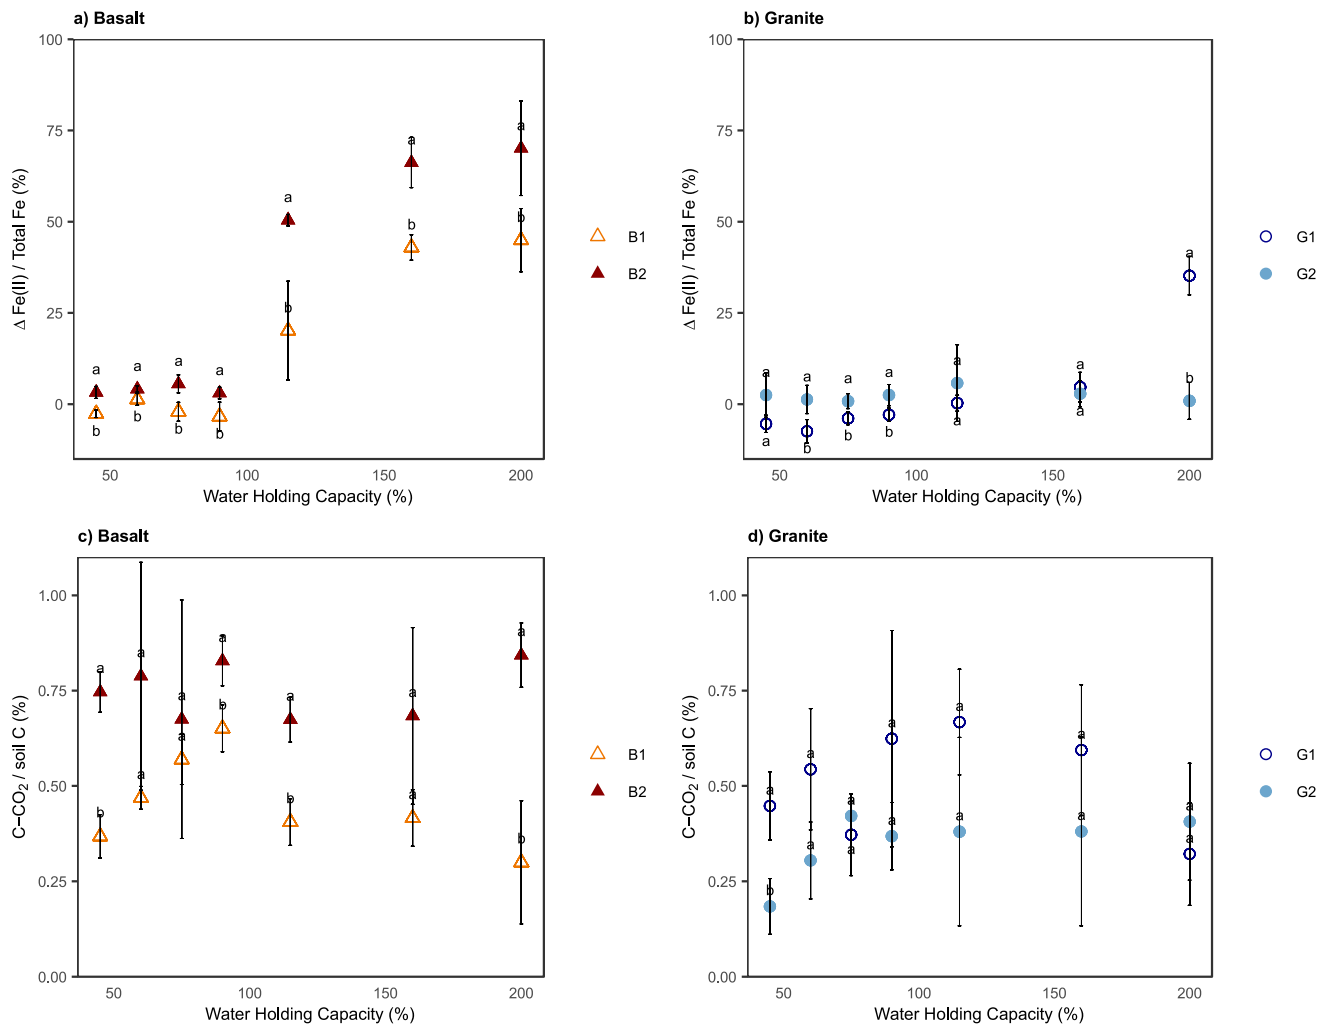 a) Basalt
100
75
50
25
0
Δ Fe(II) / Total Fe (%)
a a a a a a a
b b b b b b b
50 100 150 200
Water Holding Capacity (%)
B1
B2
b) Granite
100
75
50
25
0
Δ Fe(II) / Total Fe (%)
a a a a a a a
a b b b a a b
50 100 150 200
Water Holding Capacity (%)
G1
G2
c) Basalt
1.00
0.75
0.50
0.25
0.00
C−CO₂ / soil C (%)
a a a a a a a
b a a b b a b
50 100 150 200
Water Holding Capacity (%)
B1
B2
d) Granite
1.00
0.75
0.50
0.25
0.00
C−CO₂ / soil C (%)
a a a a a a a
b a a a a a a
50 100 150 200
Water Holding Capacity (%)
G1
G2